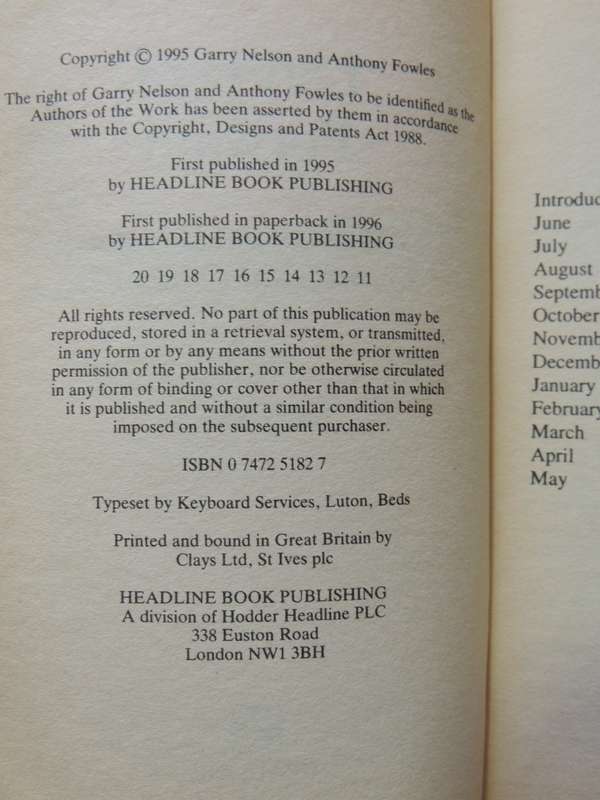 Copyright © 1995 Garry Nelson and Anthony Fowles
The right of Garry Nelson and Anthony Fowles to be identified as the
Authors of the Work has been asserted by them in accordance
with the Copyright, Designs and Patents Act 1988.
First published in 1995
by HEADLINE BOOK PUBLISHING
First published in paperback in 1996
by HEADLINE BOOK PUBLISHING
20 19 18 17 16 15 14 13 12 11
All rights reserved. No part of this publication may be
reproduced, stored in a retrieval system, or transmitted,
in any form or by any means without the prior written
permission of the publisher, nor be otherwise circulated
in any form of binding or cover other than that in which
it is published and without a similar condition being
imposed on the subsequent purchaser.
ISBN 0 7472 5182 7
Typeset by Keyboard Services, Luton, Beds
Printed and bound in Great Britain by
Clays Ltd, St Ives plc
HEADLINE BOOK PUBLISHING
A division of Hodder Headline PLC
338 Euston Road
London NW1 3BH
Introduc
June
July
August
Septemb
October
Novemb
Decemb
January
February
March
April
May